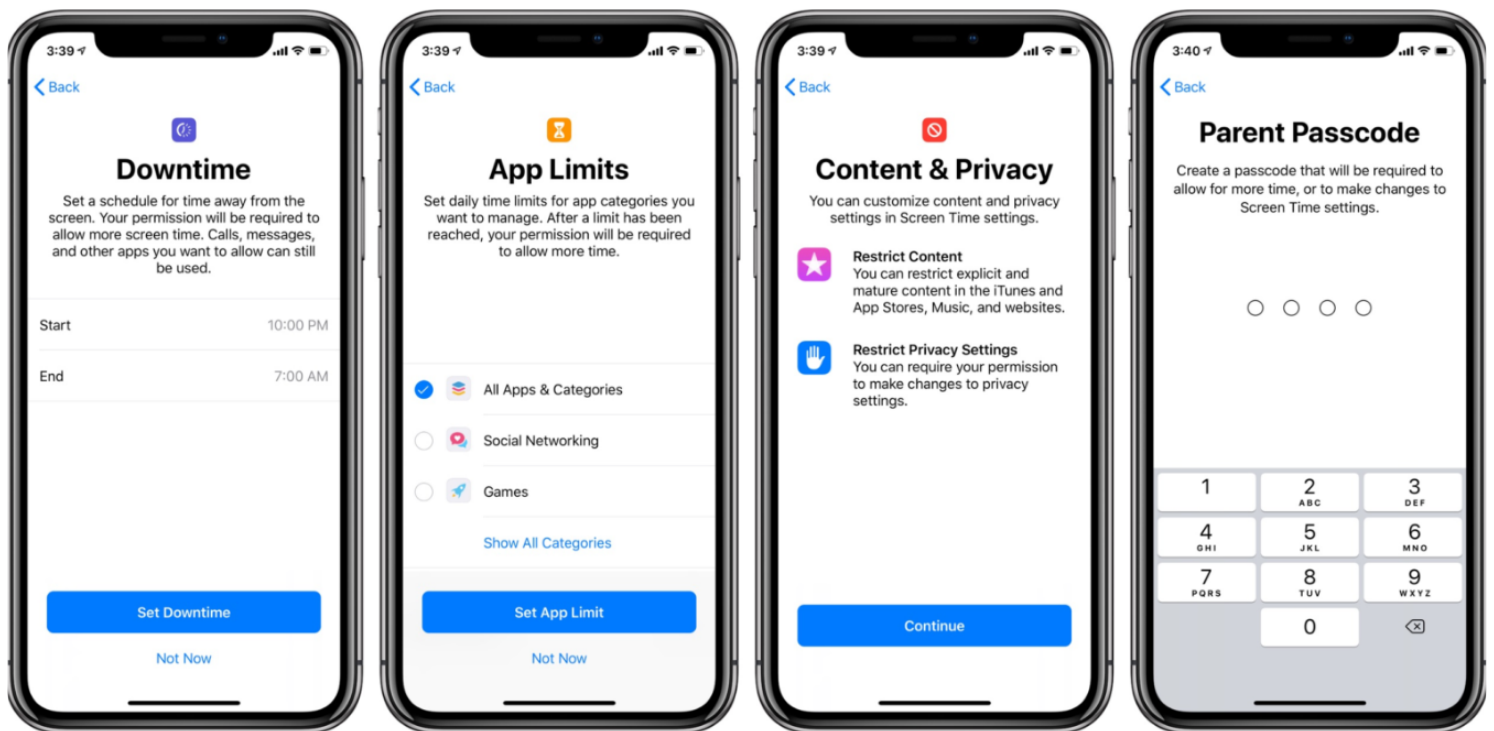 3:39
Back
Downtime
Set a schedule for time away from the
screen. Your permission will be required to
allow more screen time. Calls, messages,
and other apps you want to allow can still
be used.
Start 10:00 PM
End 7:00 AM
Set Downtime
Not Now
3:39
Back
App Limits
Set daily time limits for app categories you
want to manage. After a limit has been
reached, your permission will be required
to allow more time.
All Apps & Categories
Social Networking
Games
Show All Categories
Set App Limit
Not Now
3:39
Back
Content & Privacy
You can customize content and privacy
settings in Screen Time settings.
Restrict Content
You can restrict explicit and
mature content in the iTunes and
App Stores, Music, and websites.
Restrict Privacy Settings
You can require your permission
to make changes to privacy
settings.
Continue
3:40
Back
Parent Passcode
Create a passcode that will be required to
allow for more time, or to make changes to
Screen Time settings.
1 2 3
ABC DEF
4 5 6
GHI JKL MNO
7 8 9
PQRS TUV WXYZ
0